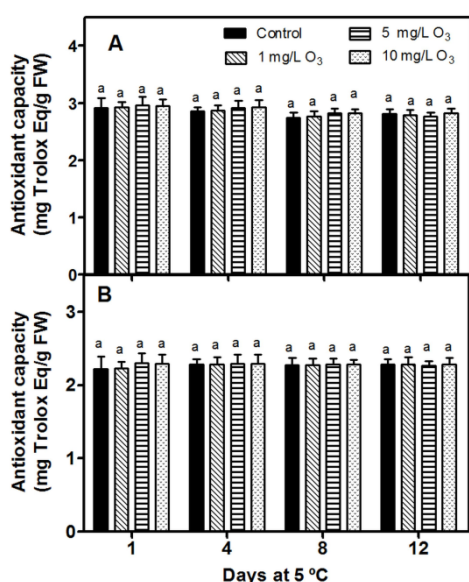 Control
5 mg/L O₃
1 mg/L O₃
10 mg/L O₃
A
Antioxidant capacity
(mg Trolox Eq/g FW)
4
3
2
1
0
a a a a a a a a a a a a a a a a
B
Antioxidant capacity
(mg Trolox Eq/g FW)
3
2
1
0
a a a a a a a a a a a a a a a a
1 4 8 12
Days at 5 ºC